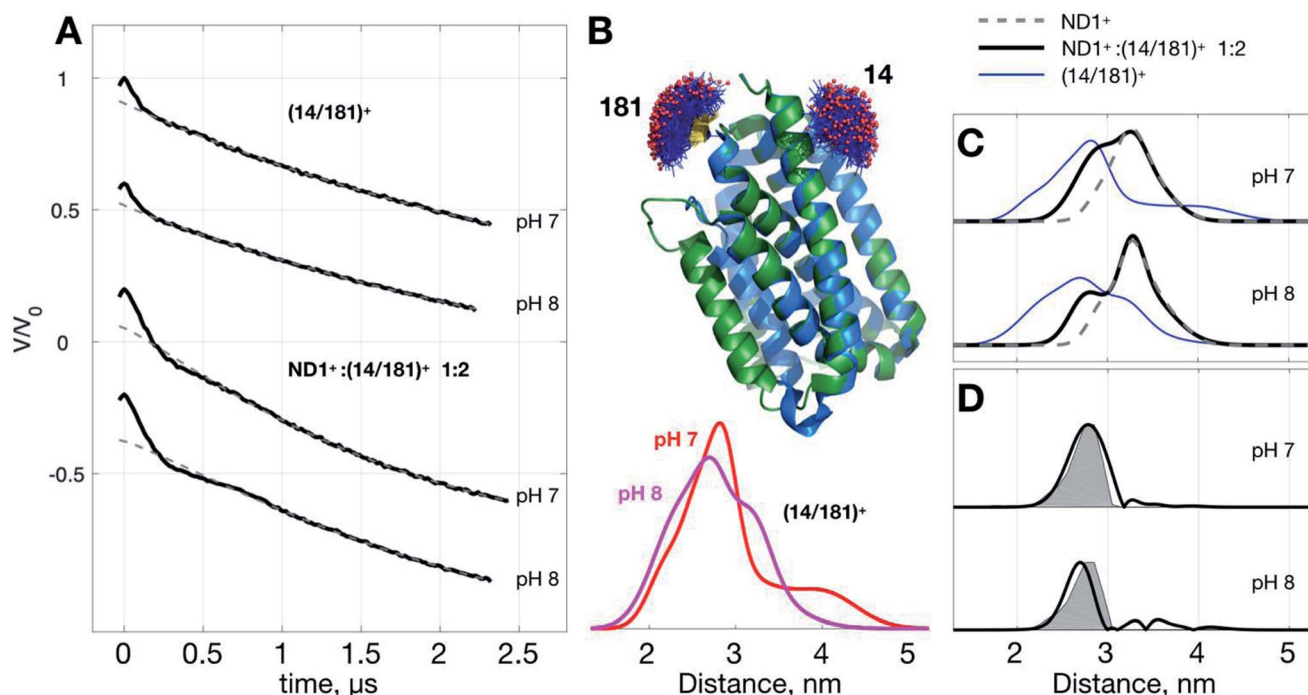 A
V/V₀
1
0.5
0
-0.5
(14/181)⁺
pH 7
pH 8
ND1⁺:(14/181)⁺ 1:2
pH 7
pH 8
0 0.5 1 1.5 2 2.5
time, µs
B
181
14
pH 7
pH 8
(14/181)⁺
2 3 4 5
Distance, nm
ND1⁺
ND1⁺:(14/181)⁺ 1:2
(14/181)⁺
C
pH 7
pH 8
D
pH 7
pH 8
2 3 4 5
Distance, nm